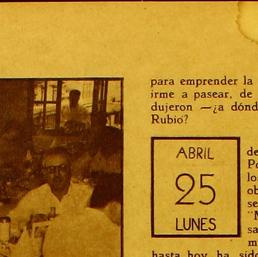 para emprender la
irme a pasear, de
dujeron —¿a dónd
Rubio?
ABRIL
25
LUNES
de
Po
lo
ob
se
"M
sa
m
hasta hoy ha sido